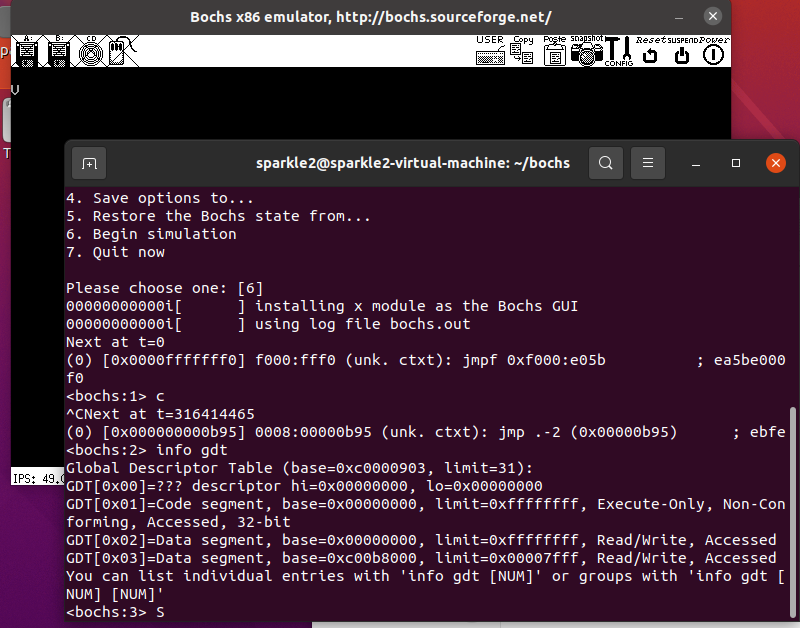 Bochs x86 emulator, http://bochs.sourceforge.net/
A: B: CD USER Copy Paste snapshot CONFIG Reset SUSPEND Power
V
sparkle2@sparkle2-virtual-machine: ~/bochs
4. Save options to...
5. Restore the Bochs state from...
6. Begin simulation
7. Quit now
Please choose one: [6]
00000000000i[      ] installing x module as the Bochs GUI
00000000000i[      ] using log file bochs.out
Next at t=0
(0) [0x0000fffffff0] f000:fff0 (unk. ctxt): jmpf 0xf000:e05b          ; ea5be000
f0
<bochs:1> c
^CNext at t=316414465
(0) [0x000000000b95] 0008:00000b95 (unk. ctxt): jmp .-2 (0x00000b95)      ; ebfe
<bochs:2> info gdt
Global Descriptor Table (base=0xc0000903, limit=31):
GDT[0x00]=??? descriptor hi=0x00000000, lo=0x00000000
GDT[0x01]=Code segment, base=0x00000000, limit=0xffffffff, Execute-Only, Non-Con
forming, Accessed, 32-bit
GDT[0x02]=Data segment, base=0x00000000, limit=0xffffffff, Read/Write, Accessed
GDT[0x03]=Data segment, base=0xc00b8000, limit=0x00007fff, Read/Write, Accessed
You can list individual entries with 'info gdt [NUM]' or groups with 'info gdt [
NUM] [NUM]'
<bochs:3> S
IPS: 49.